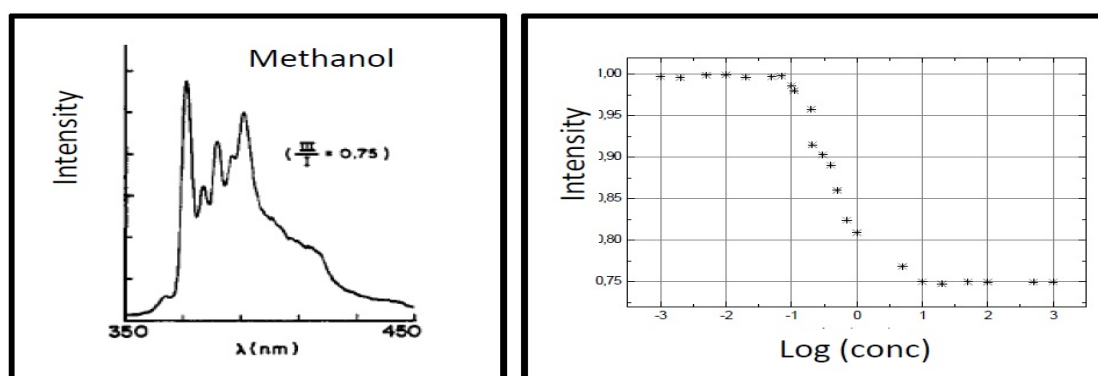 Methanol
Intensity
(III/I = 0.75)
350
450
λ(nm)
Intensity
1,00
0,95
0,90
0,85
0,80
0,75
-3 -2 -1 0 1 2 3
Log (conc)